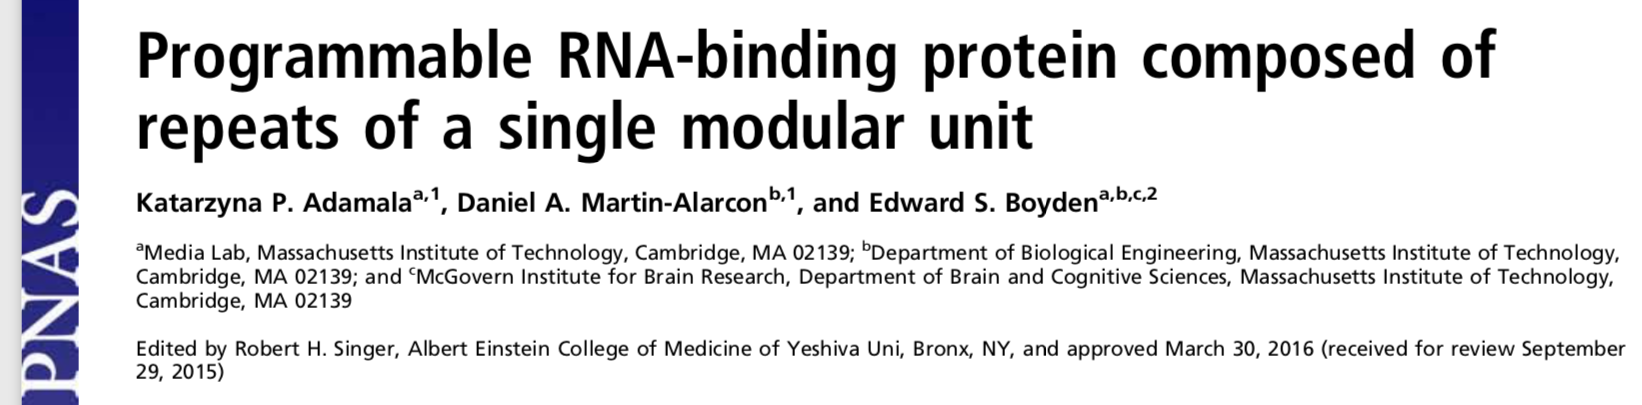 Programmable RNA-binding protein composed of
repeats of a single modular unit
Katarzyna P. Adamala^a,1, Daniel A. Martin-Alarcon^b,1, and Edward S. Boyden^a,b,c,2
^aMedia Lab, Massachusetts Institute of Technology, Cambridge, MA 02139; ^bDepartment of Biological Engineering, Massachusetts Institute of Technology,
Cambridge, MA 02139; and ^cMcGovern Institute for Brain Research, Department of Brain and Cognitive Sciences, Massachusetts Institute of Technology,
Cambridge, MA 02139
Edited by Robert H. Singer, Albert Einstein College of Medicine of Yeshiva Uni, Bronx, NY, and approved March 30, 2016 (received for review September
29, 2015)
PNAS